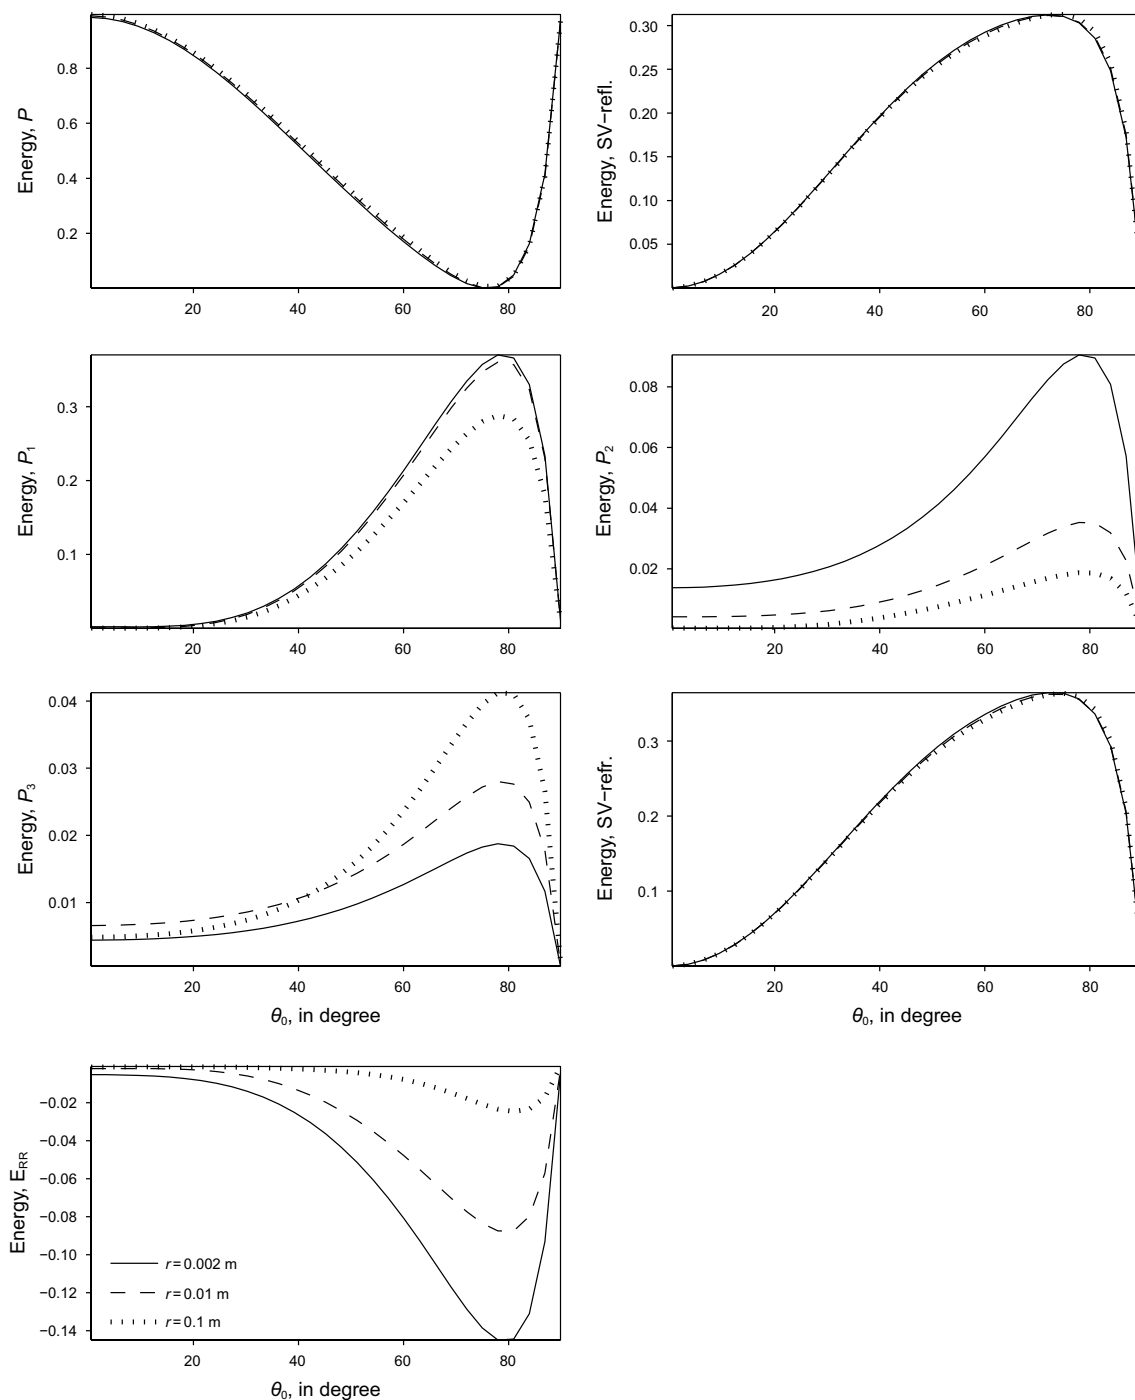 Energy, P
0.8
0.6
0.4
0.2
20 40 60 80
Energy, SV−refl.
0.30
0.25
0.20
0.15
0.10
0.05
20 40 60 80
Energy, P1
0.3
0.2
0.1
20 40 60 80
Energy, P2
0.08
0.06
0.04
0.02
20 40 60 80
Energy, P3
0.04
0.03
0.02
0.01
20 40 60 80
θ0, in degree
Energy, SV−refr.
0.3
0.2
0.1
20 40 60 80
θ0, in degree
Energy, ERR
−0.02
−0.04
−0.06
−0.08
−0.10
−0.12
−0.14
r = 0.002 m
r = 0.01 m
r = 0.1 m
20 40 60 80
θ0, in degree